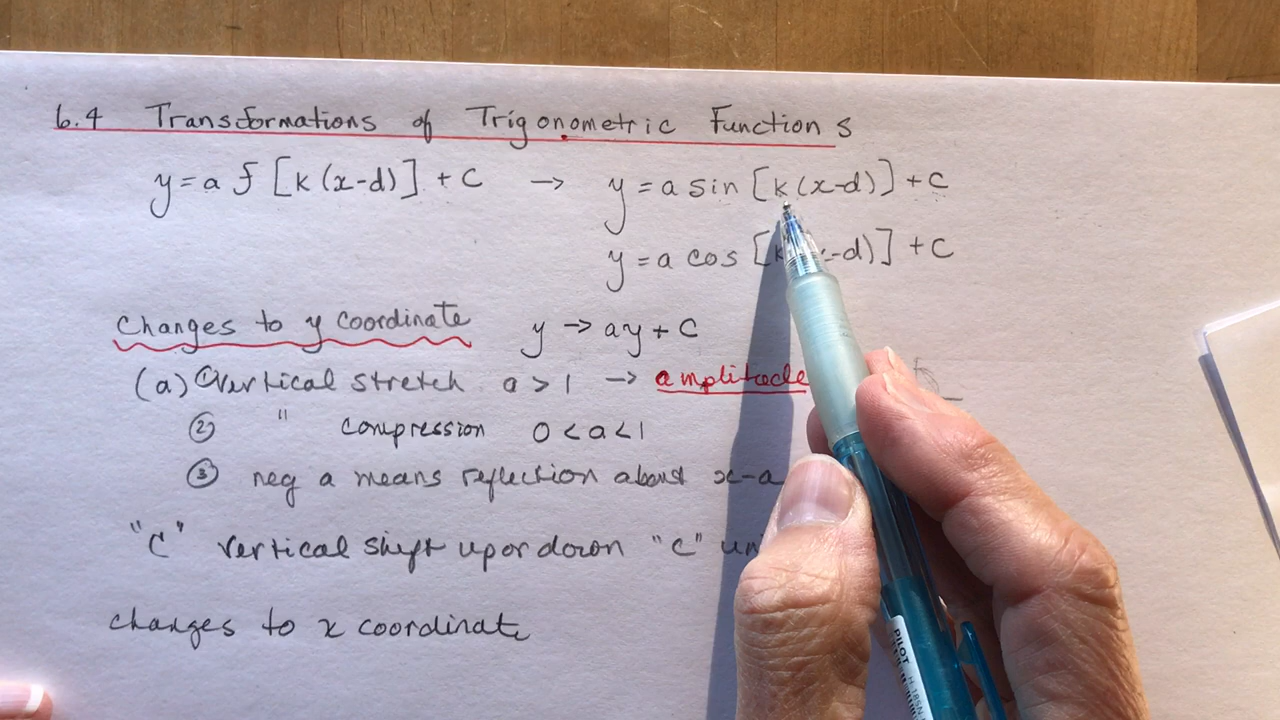 6.4 Transformations of Trigonometric Functions
y = a f [k(x-d)] + C → y = a sin [k(x-d)] + C
y = a cos [k(x-d)] + C
Changes to y coordinate y → ay + C
(a) ① Vertical stretch a > 1 → amplitude
② " compression 0 < a < 1
③ neg a means reflection about x-a
"C" vertical shift up or down "C"
changes to x coordinate
PILOT